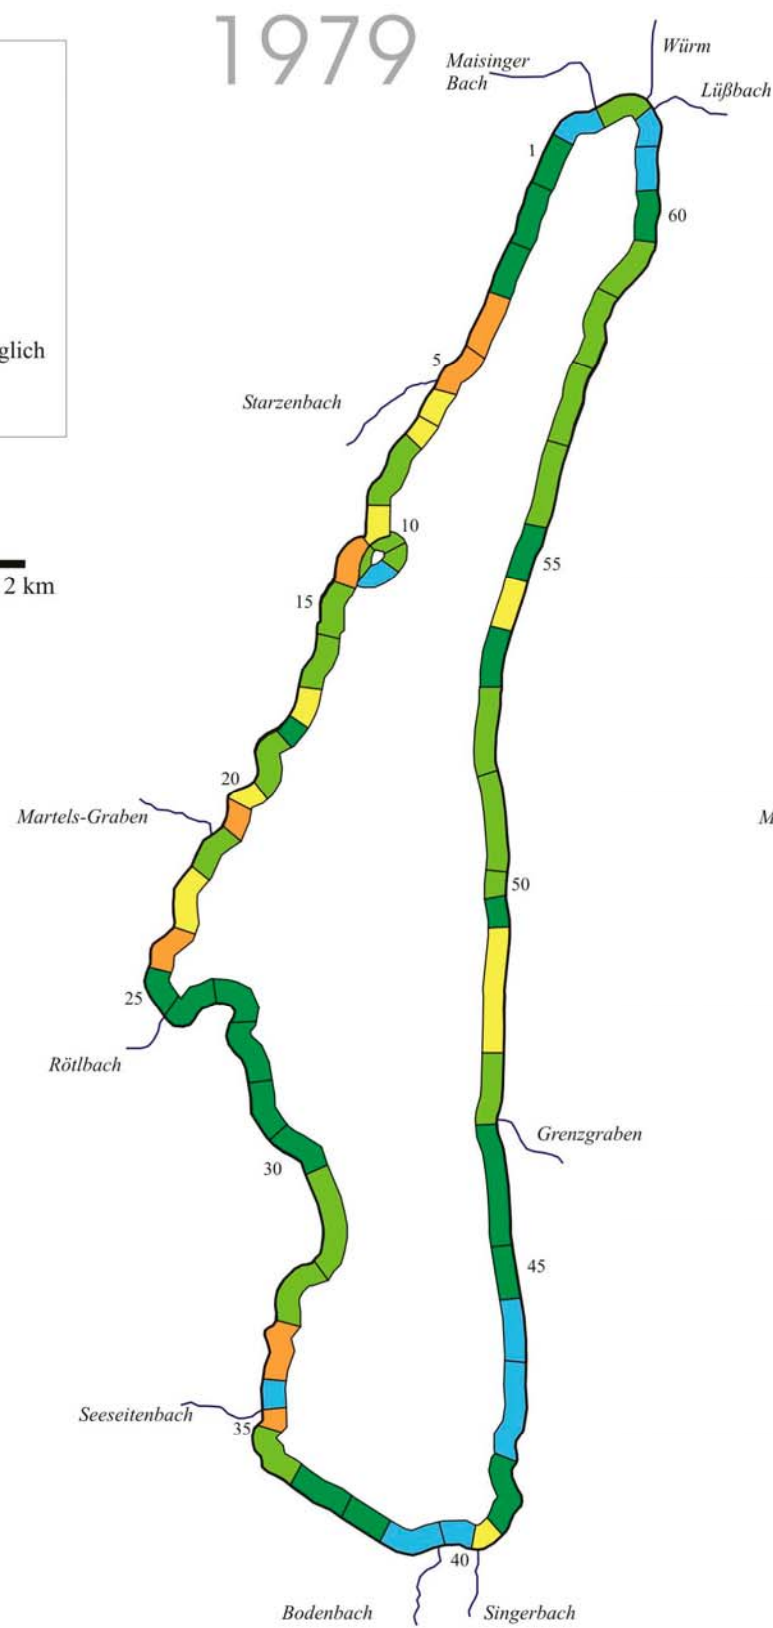 1979
Würm
Maisinger
Bach
Lüßbach
1
60
glich
5
Starzenbach
10
55
2 km
15
20
Martels-Graben
M
50
25
Rötlbach
Grenzgraben
30
45
Seeseitenbach
35
40
Bodenbach
Singerbach